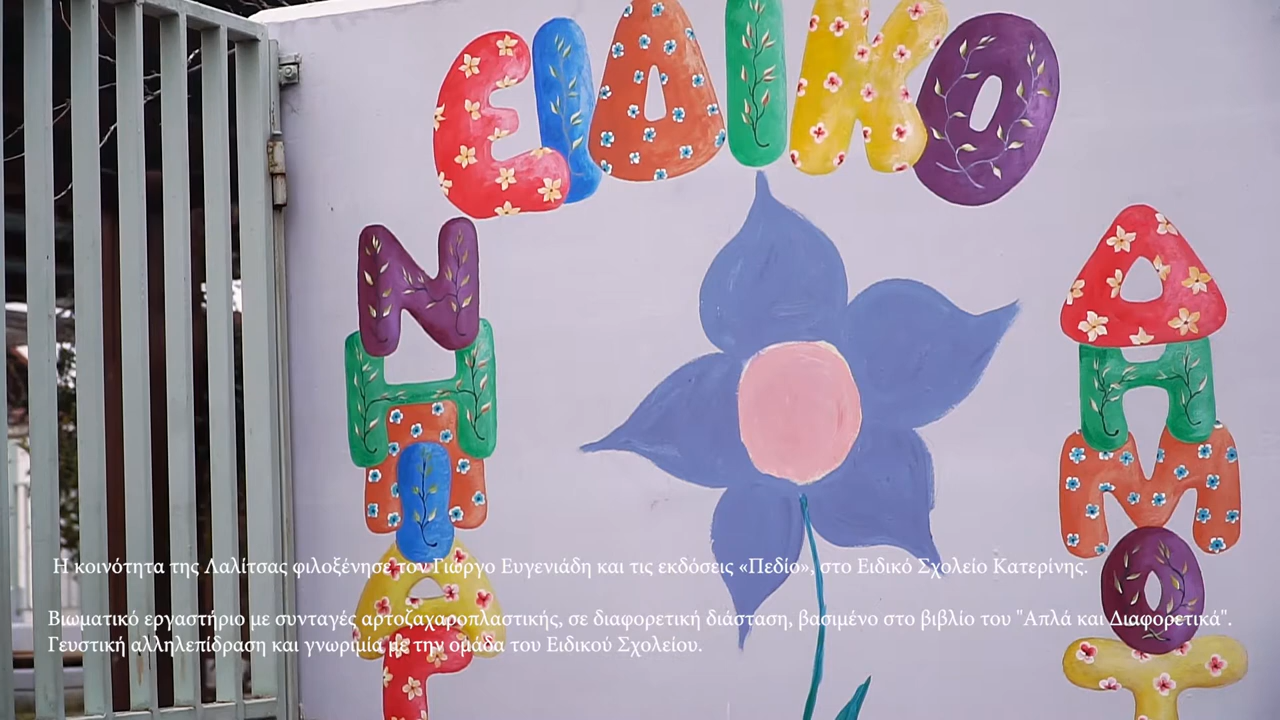 ΕΙΔΙΚΟ
ΝΗΠΙΑΓ
ΔΗΜΟΤ
Η κοινότητα της Λαλίτσας φιλοξένησε τον Γιώργο Ευγενιάδη και τις εκδόσεις «Πεδίο», στο Ειδικό Σχολείο Κατερίνης.
Βιωματικό εργαστήριο με συνταγές αρτοζαχαροπλαστικής, σε διαφορετική διάσταση, βασιμένο στο βιβλίο του "Απλά και Διαφορετικά".
Γευστική αλληλεπίδραση και γνωριμία με την ομάδα του Ειδικού Σχολείου.